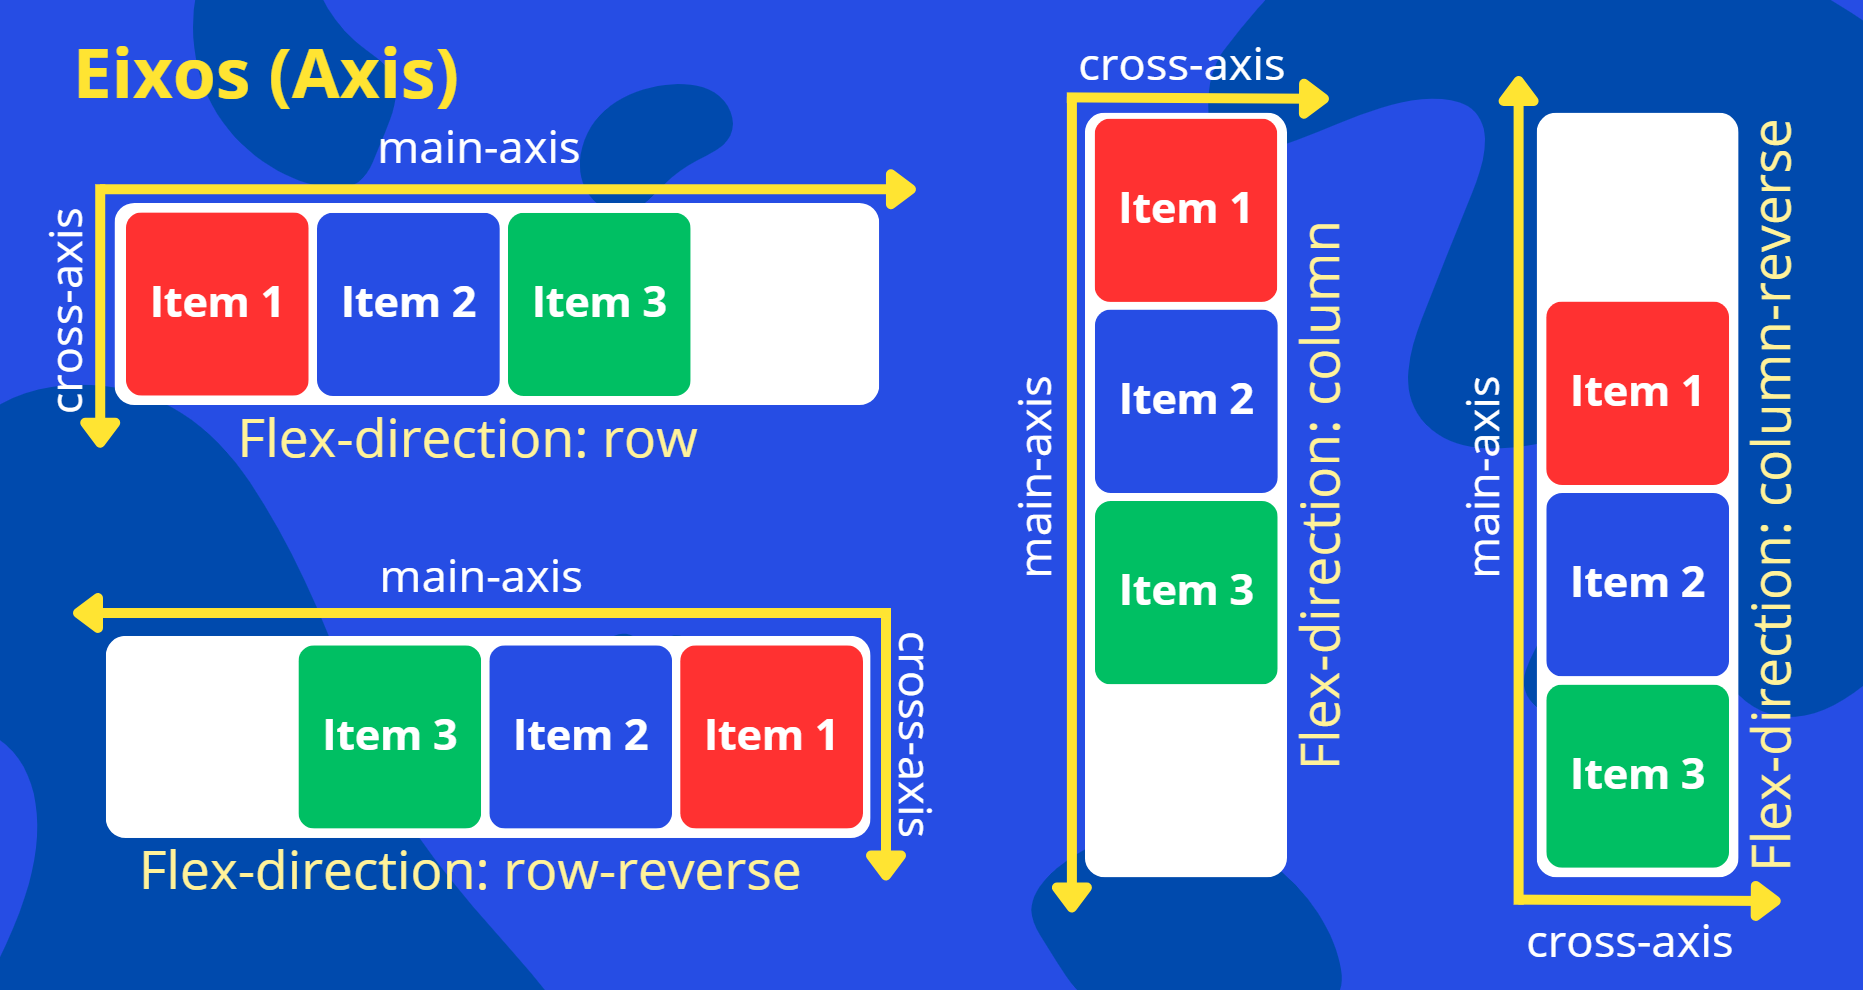 Eixos (Axis)
main-axis
cross-axis
Item 1
Item 2
Item 3
Flex-direction: row
main-axis
Item 3
Item 2
Item 1
cross-axis
Flex-direction: row-reverse
cross-axis
main-axis
Item 1
Item 2
Item 3
Flex-direction: column
main-axis
Item 1
Item 2
Item 3
Flex-direction: column-reverse
cross-axis